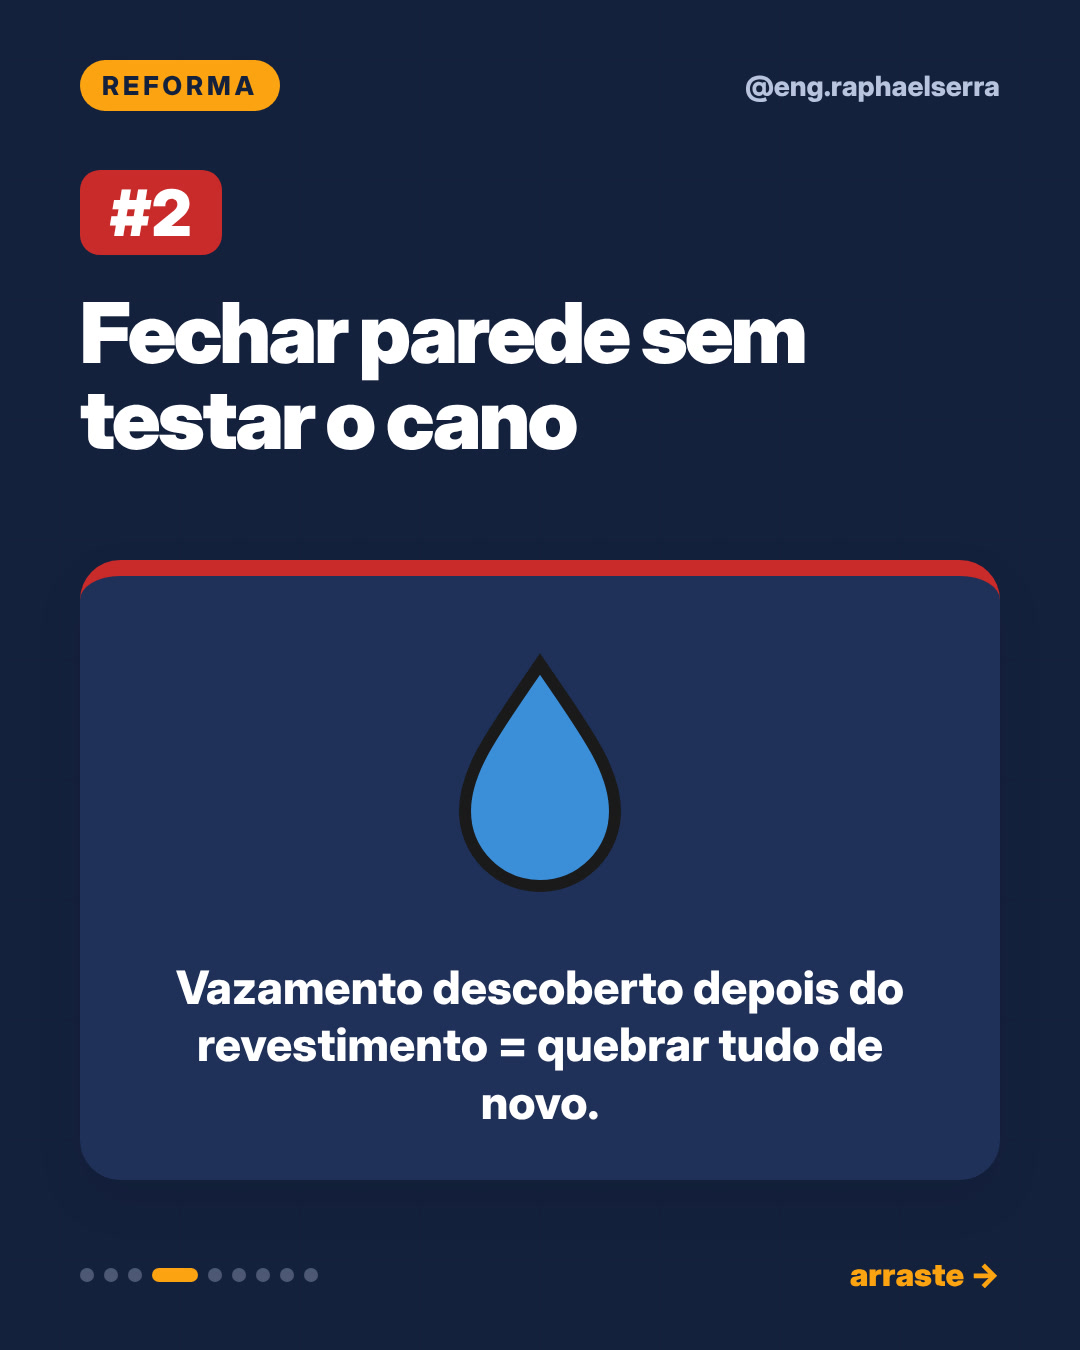 REFORMA
@eng.raphaelserra
#2
Fechar parede sem
testar o cano
Vazamento descoberto depois do
revestimento = quebrar tudo de
novo.
arraste →